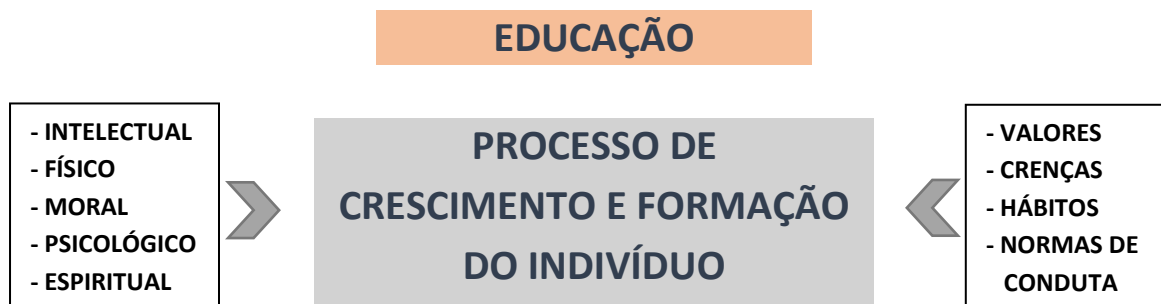 EDUCAÇÃO
- INTELECTUAL
- FÍSICO
- MORAL
- PSICOLÓGICO
- ESPIRITUAL
PROCESSO DE
CRESCIMENTO E FORMAÇÃO
DO INDIVÍDUO
- VALORES
- CRENÇAS
- HÁBITOS
- NORMAS DE
CONDUTA